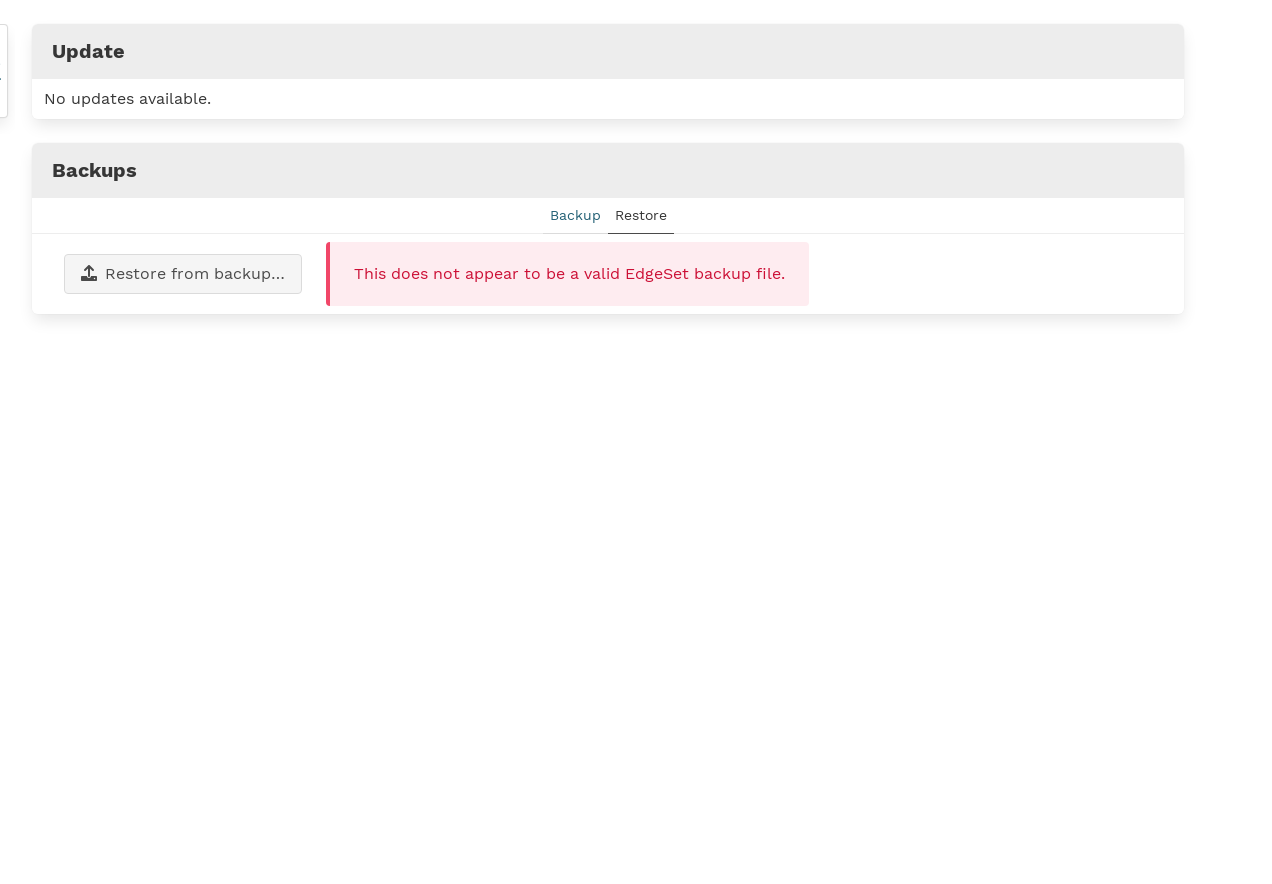 Update
No updates available.
Backups
Backup Restore
Restore from backup...
This does not appear to be a valid EdgeSet backup file.